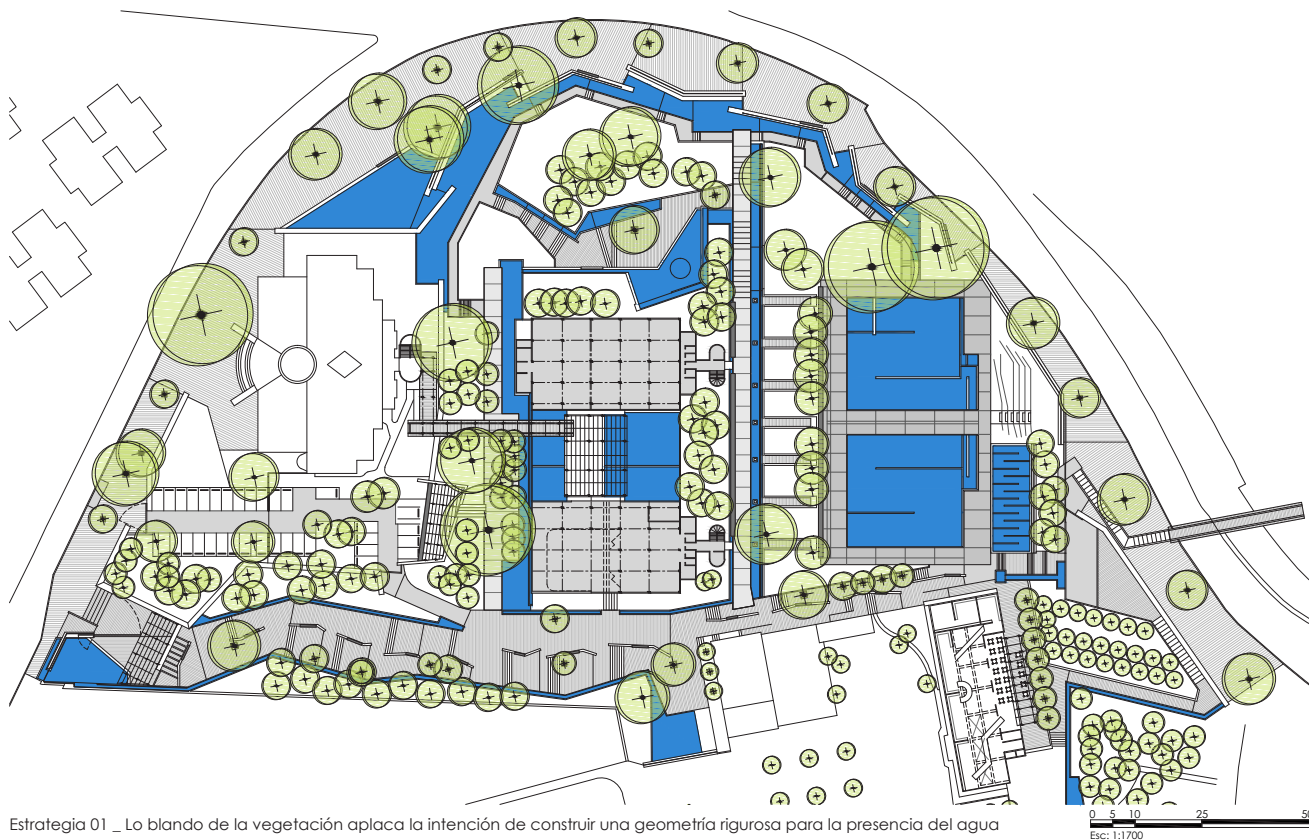 Estrategia 01 _ Lo blando de la vegetación aplaca la intención de construir una geometría rigurosa para la presencia del agua
0 5 10 25 50
Esc: 1:1700